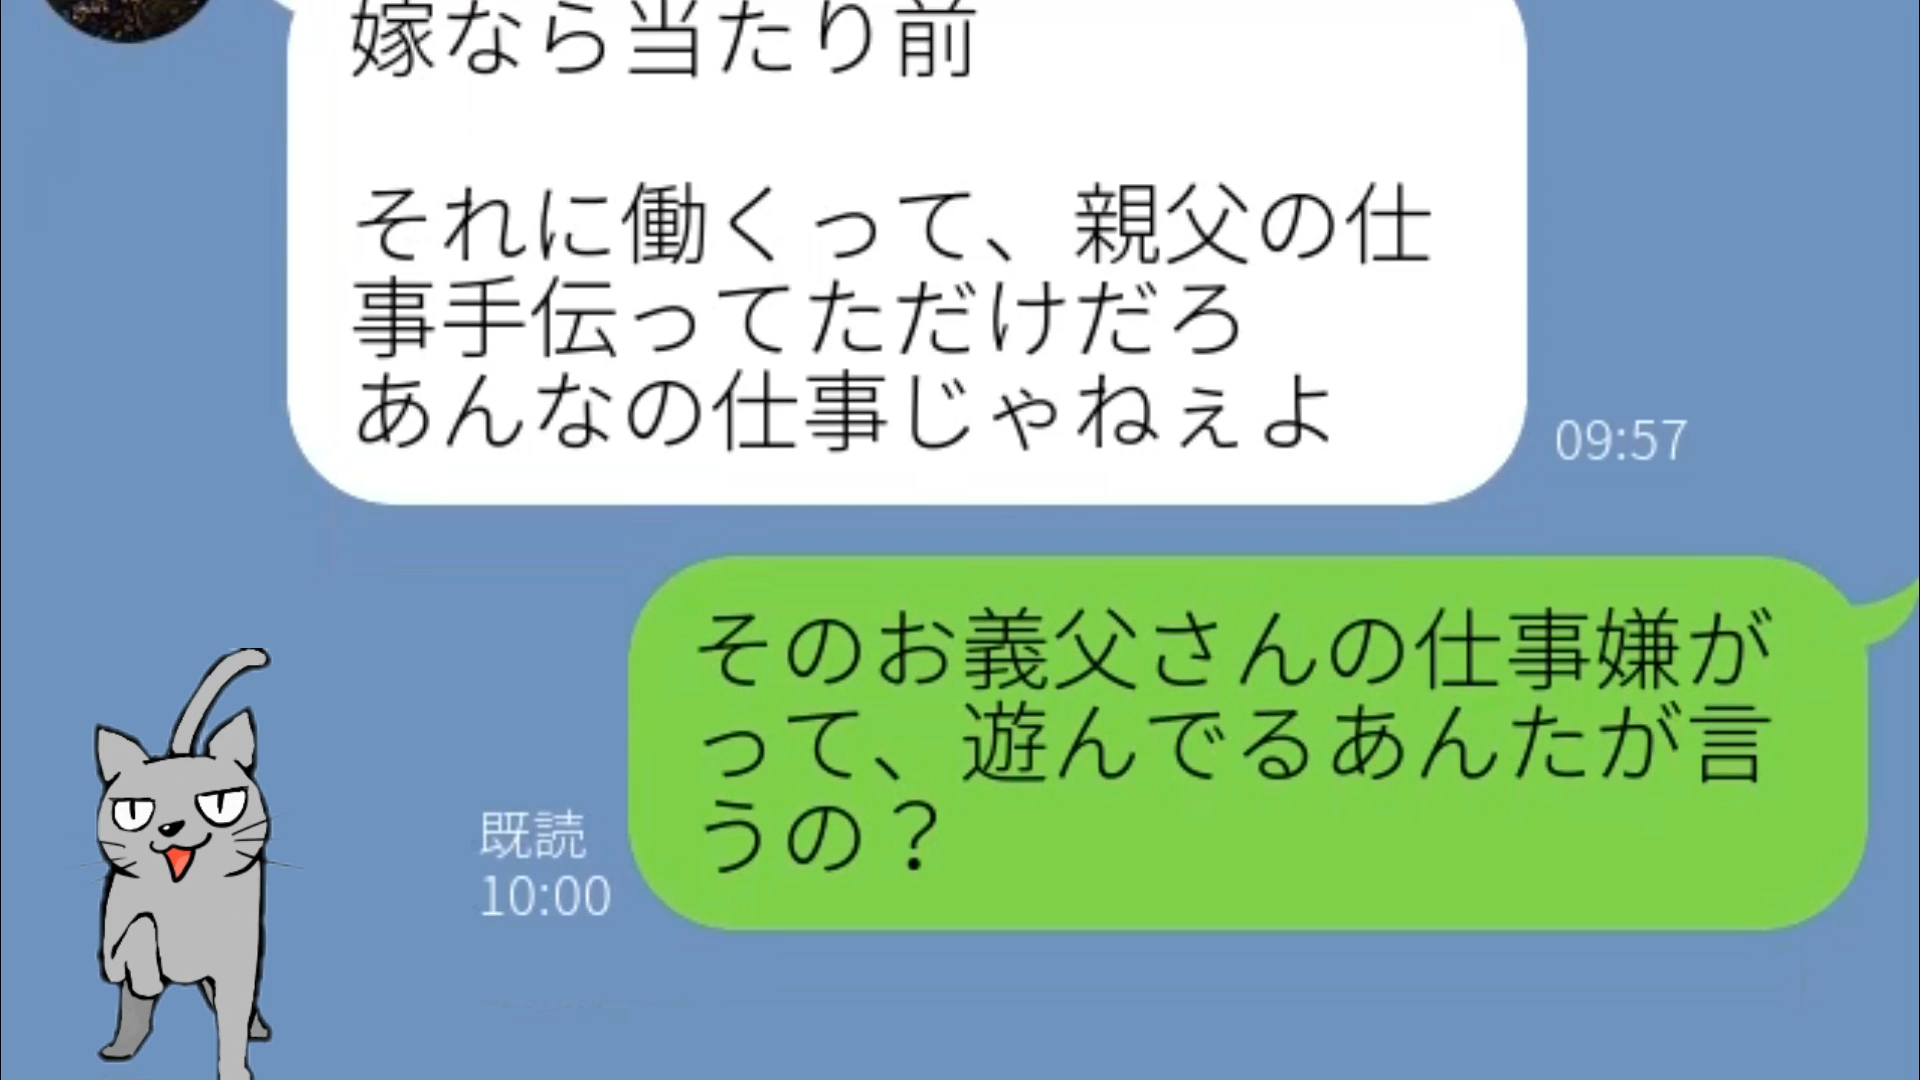 嫁なら当たり前
それに働くって、親父の仕
事手伝ってただけだろ
あんなの仕事じゃねぇよ
09:57
そのお義父さんの仕事嫌が
って、遊んでるあんたが言
うの？
既読
10:00